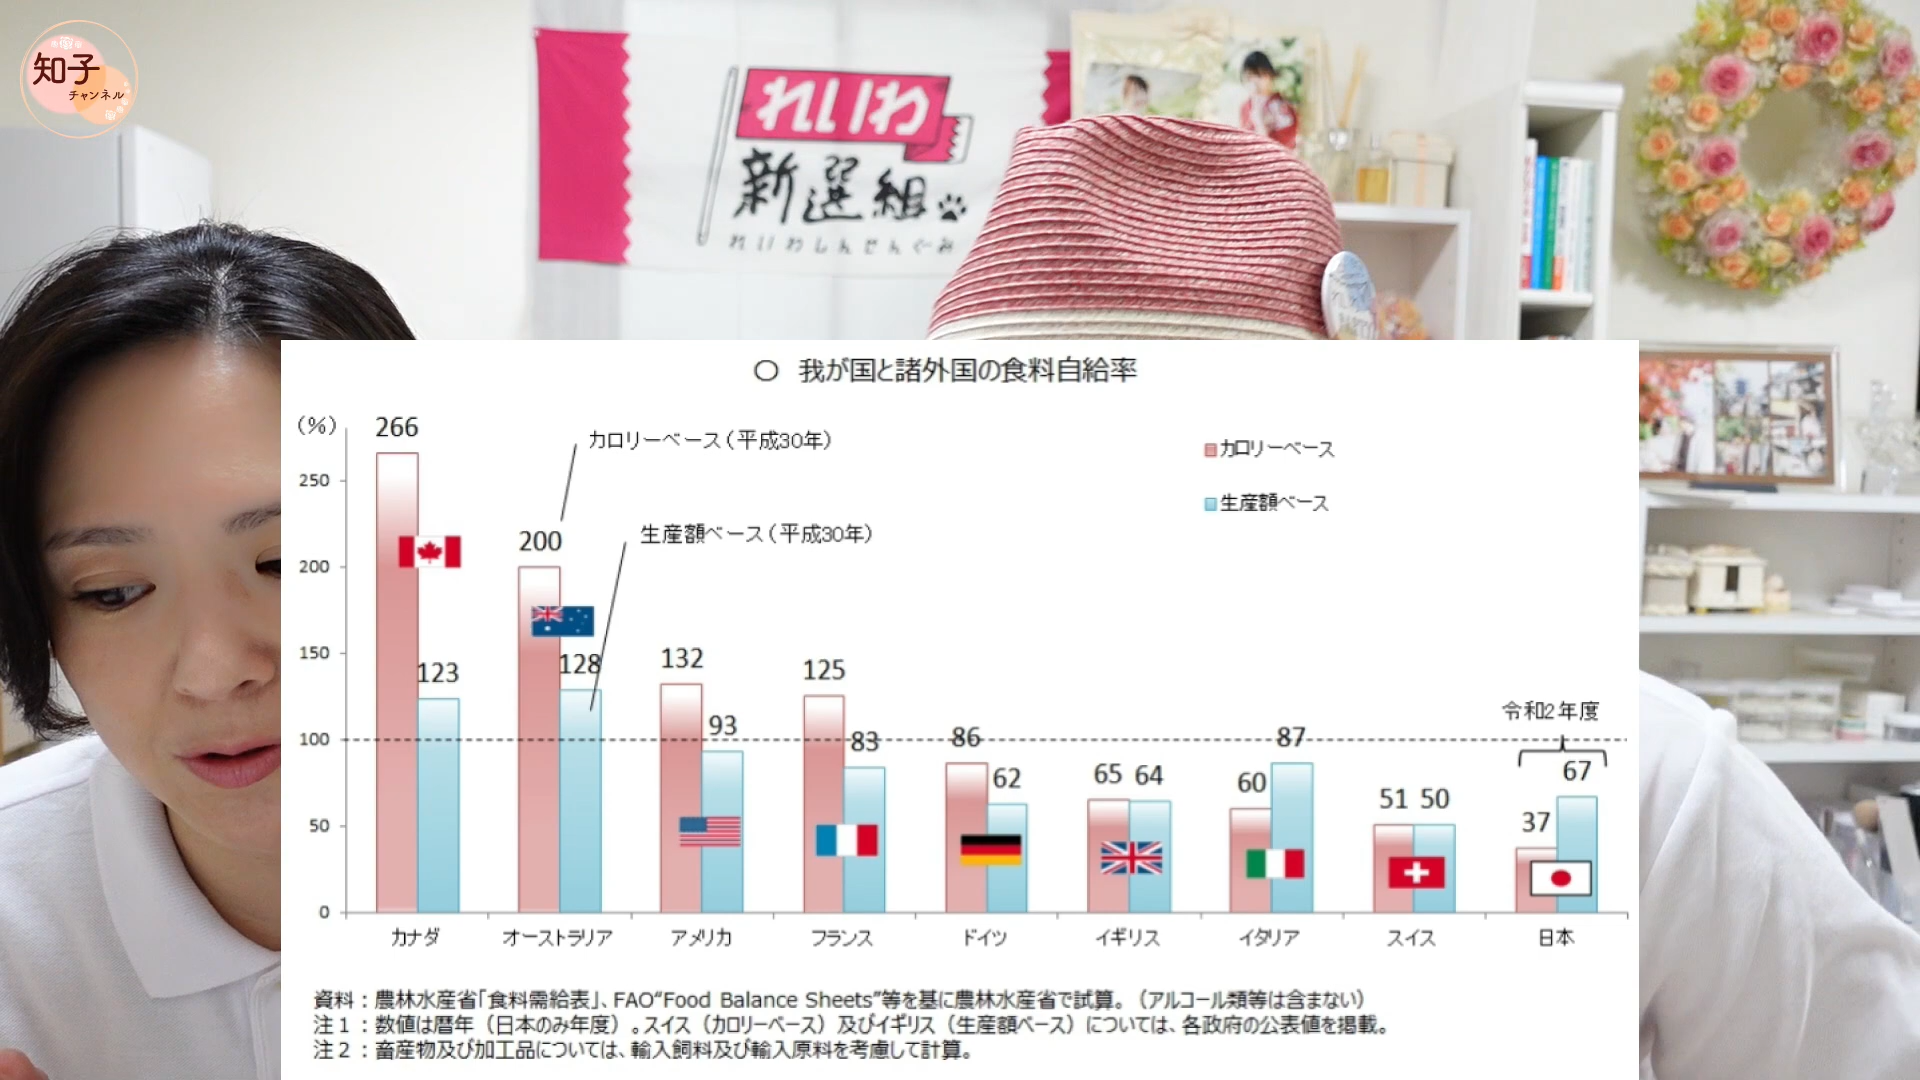 知子
チャンネル
れいわ
新選組
れいわしんせんぐみ
○ 我が国と諸外国の食料自給率
(%)
266
カロリーベース(平成30年)
カロリーベース
250
生産額ベース(平成30年)
生産額ベース
200
200
150
123
128
132
125
令和2年度
100
93
83
86
62
65 64
60
87
51 50
37
67
50
0
カナダ
オーストラリア
アメリカ
フランス
ドイツ
イギリス
イタリア
スイス
日本
資料:農林水産省「食料需給表」、FAO“Food Balance Sheets”等を基に農林水産省で試算。(アルコール類等は含まない)
注1:数値は暦年(日本のみ年度)。スイス(カロリーベース)及びイギリス(生産額ベース)については、各政府の公表値を掲載。
注2:畜産物及び加工品については、輸入飼料及び輸入原料を考慮して計算。